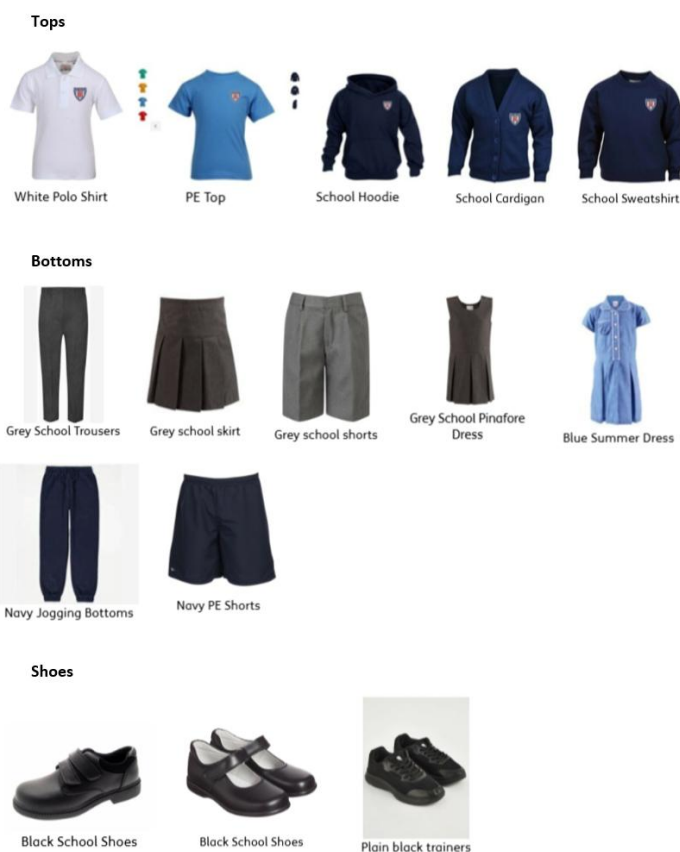 Tops
White Polo Shirt
PE Top
School Hoodie
School Cardigan
School Sweatshirt
Bottoms
Grey School Trousers
Grey school skirt
Grey school shorts
Grey School Pinafore
Dress
Blue Summer Dress
Navy Jogging Bottoms
Navy PE Shorts
Shoes
Black School Shoes
Black School Shoes
Plain black trainers